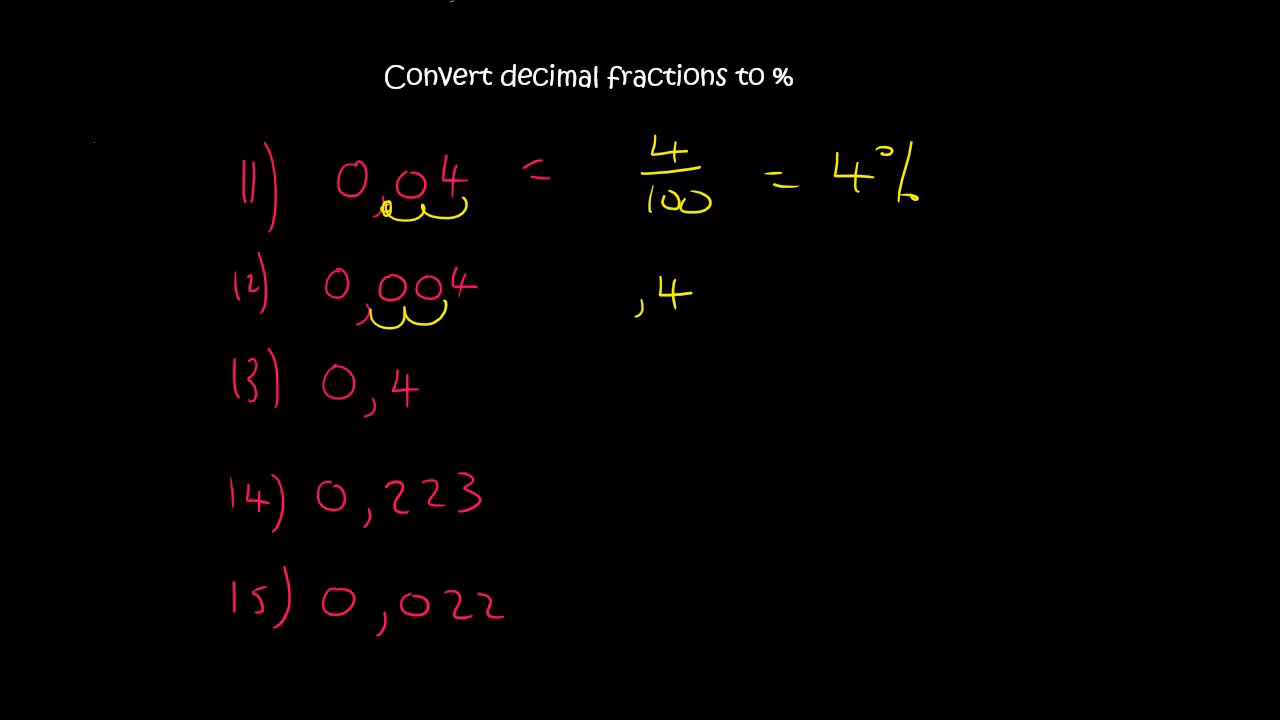 Convert decimal fractions to %
11) 0,04 = 4/100 = 4%
12) 0,004 ,4
13) 0,4
14) 0,223
15) 0,022